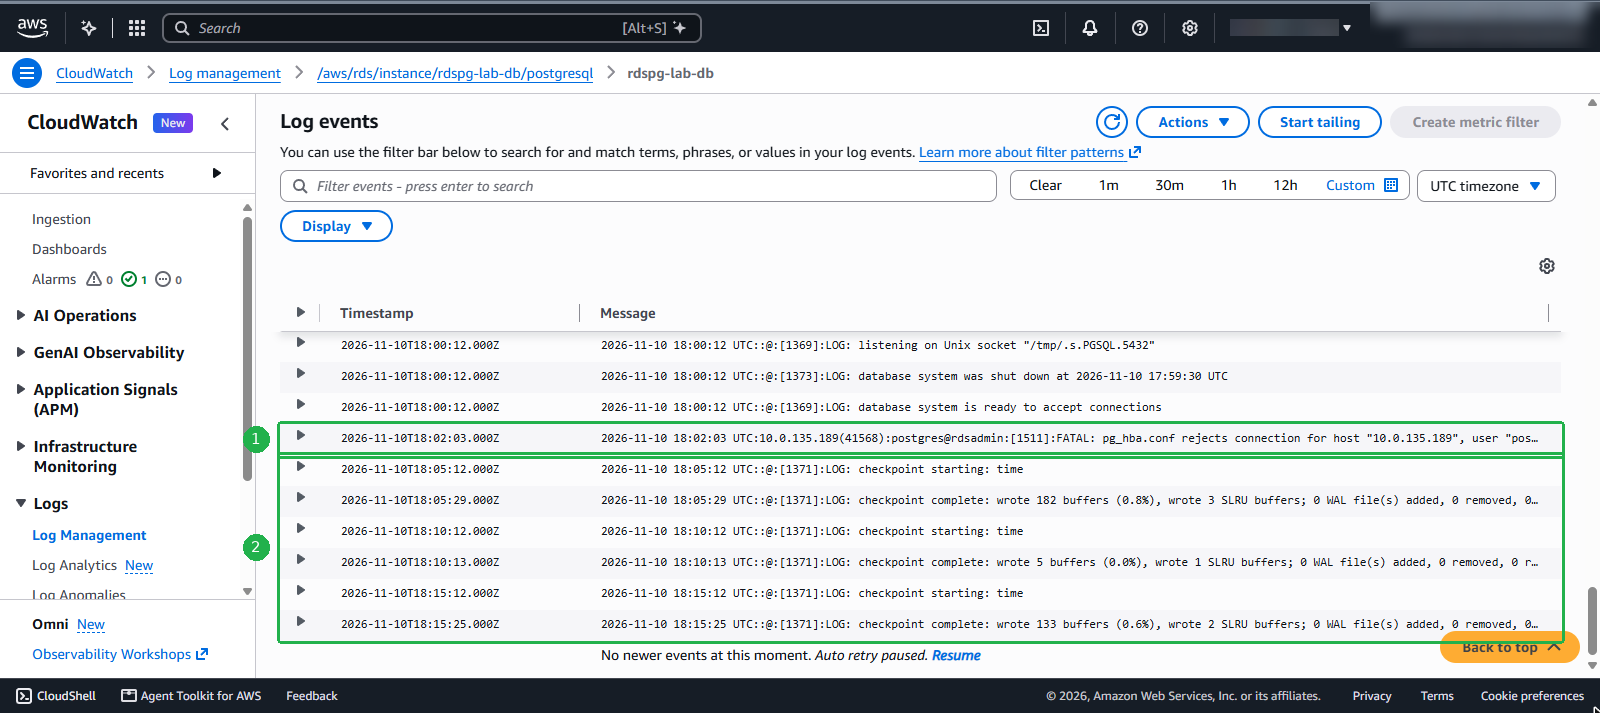 aws
Search [Alt+S]
CloudWatch > Log management > /aws/rds/instance/rdspg-lab-db/postgresql > rdspg-lab-db
CloudWatch New
Favorites and recents
Ingestion
Dashboards
Alarms 0 1 0
AI Operations
GenAI Observability
Application Signals
(APM)
Infrastructure
Monitoring
Logs
Log Management
Log Analytics New
Log Anomalies
Omni New
Observability Workshops
Log events
Actions
Start tailing
Create metric filter
You can use the filter bar below to search for and match terms, phrases, or values in your log events. Learn more about filter patterns
Filter events - press enter to search
Clear 1m 30m 1h 12h Custom
UTC timezone
Display
Timestamp Message
2026-11-10T18:00:12.000Z 2026-11-10 18:00:12 UTC::@:[1369]:LOG: listening on Unix socket "/tmp/.s.PGSQL.5432"
2026-11-10T18:00:12.000Z 2026-11-10 18:00:12 UTC::@:[1373]:LOG: database system was shut down at 2026-11-10 17:59:30 UTC
2026-11-10T18:00:12.000Z 2026-11-10 18:00:12 UTC::@:[1369]:LOG: database system is ready to accept connections
1
2026-11-10T18:02:03.000Z 2026-11-10 18:02:03 UTC:10.0.135.189(41568):postgres@rdsadmin:[1511]:FATAL: pg_hba.conf rejects connection for host "10.0.135.189", user "pos…
2026-11-10T18:05:12.000Z 2026-11-10 18:05:12 UTC::@:[1371]:LOG: checkpoint starting: time
2026-11-10T18:05:29.000Z 2026-11-10 18:05:29 UTC::@:[1371]:LOG: checkpoint complete: wrote 182 buffers (0.8%), wrote 3 SLRU buffers; 0 WAL file(s) added, 0 removed, 0…
2026-11-10T18:10:12.000Z 2026-11-10 18:10:12 UTC::@:[1371]:LOG: checkpoint starting: time
2
2026-11-10T18:10:13.000Z 2026-11-10 18:10:13 UTC::@:[1371]:LOG: checkpoint complete: wrote 5 buffers (0.0%), wrote 1 SLRU buffers; 0 WAL file(s) added, 0 removed, 0 r…
2026-11-10T18:15:12.000Z 2026-11-10 18:15:12 UTC::@:[1371]:LOG: checkpoint starting: time
2026-11-10T18:15:25.000Z 2026-11-10 18:15:25 UTC::@:[1371]:LOG: checkpoint complete: wrote 133 buffers (0.6%), wrote 2 SLRU buffers; 0 WAL file(s) added, 0 removed, 0…
No newer events at this moment. Auto retry paused. Resume
Back to top
CloudShell Agent Toolkit for AWS Feedback © 2026, Amazon Web Services, Inc. or its affiliates. Privacy Terms Cookie preferences